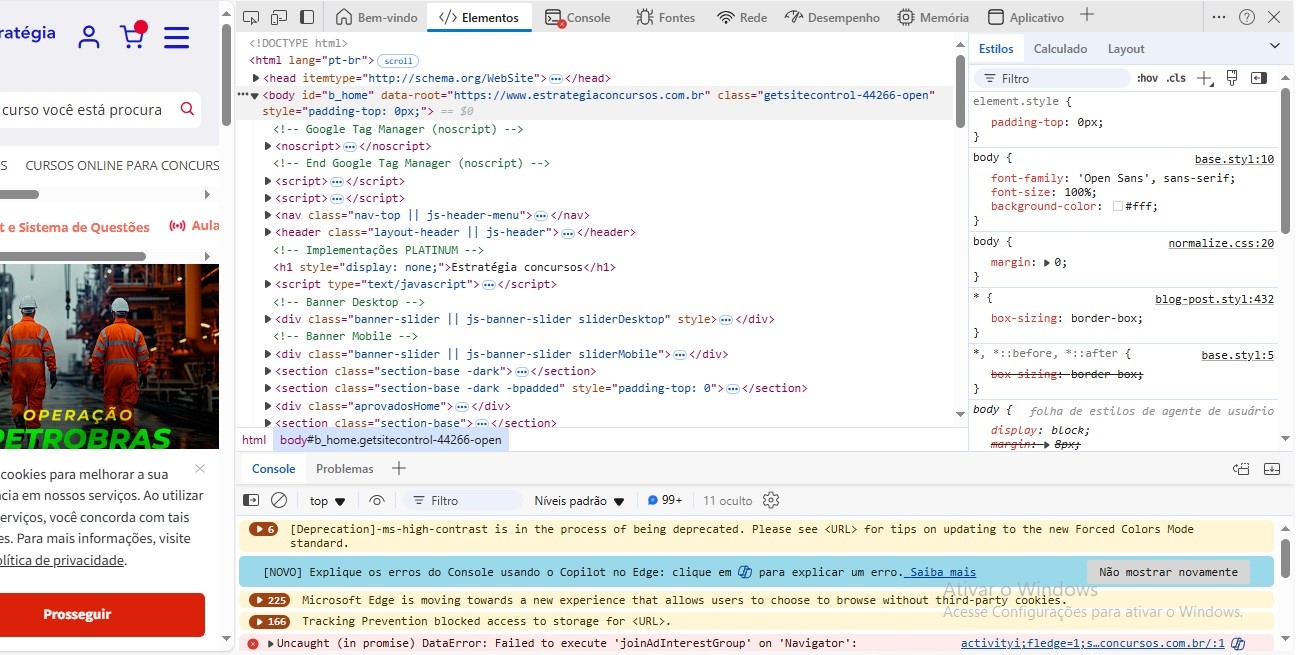 ratégia
curso você está procura
S CURSOS ONLINE PARA CONCURS
t e Sistema de Questões Aula
OPERAÇÃO
PETROBRAS
cookies para melhorar a sua
cia em nossos serviços. Ao utilizar
erviços, você concorda com tais
es. Para mais informações, visite
olítica de privacidade.
Prosseguir
Bem-vindo </> Elementos Console Fontes Rede Desempenho Memória Aplicativo
<!DOCTYPE html>
<html lang="pt-br"> scroll
<head itemtype="http://schema.org/WebSite"> ⋯ </head>
<body id="b_home" data-root="https://www.estrategiaconcursos.com.br" class="getsitecontrol-44266-open"
style="padding-top: 0px;"> == $0
<!-- Google Tag Manager (noscript) -->
<noscript> ⋯ </noscript>
<!-- End Google Tag Manager (noscript) -->
<script> ⋯ </script>
<script> ⋯ </script>
<nav class="nav-top || js-header-menu"> ⋯ </nav>
<header class="layout-header || js-header"> ⋯ </header>
<!-- Implementações PLATINUM -->
<h1 style="display: none;">Estratégia concursos</h1>
<script type="text/javascript"> ⋯ </script>
<!-- Banner Desktop -->
<div class="banner-slider || js-banner-slider sliderDesktop" style> ⋯ </div>
<!-- Banner Mobile -->
<div class="banner-slider || js-banner-slider sliderMobile"> ⋯ </div>
<section class="section-base -dark"> ⋯ </section>
<section class="section-base -dark -bpadded" style="padding-top: 0"> ⋯ </section>
<div class="aprovadosHome"> ⋯ </div>
<section class="section-base"> ⋯ </section>
html body#b_home.getsitecontrol-44266-open
Estilos Calculado Layout
Filtro :hov .cls
element.style {
padding-top: 0px;
}
body { base.styl:10
font-family: 'Open Sans', sans-serif;
font-size: 100%;
background-color: #fff;
}
body { normalize.css:20
margin: 0;
}
* { blog-post.styl:432
box-sizing: border-box;
}
*, *::before, *::after { base.styl:5
box-sizing: border-box;
}
body { folha de estilos de agente de usuário
display: block;
margin: 8px;
Console Problemas
top Filtro Níveis padrão 99+ 11 oculto
6 [Deprecation]-ms-high-contrast is in the process of being deprecated. Please see <URL> for tips on updating to the new Forced Colors Mode
standard.
[NOVO] Explique os erros do Console usando o Copilot no Edge: clique em para explicar um erro. Saiba mais Não mostrar novamente
225 Microsoft Edge is moving towards a new experience that allows users to choose to browse without third-party cookies.
166 Tracking Prevention blocked access to storage for <URL>.
Uncaught (in promise) DataError: Failed to execute 'joinAdInterestGroup' on 'Navigator': activityi;fledge=1;s…concursos.com.br/:1
Ativar o Windows
Acesse Configurações para ativar o Windows.